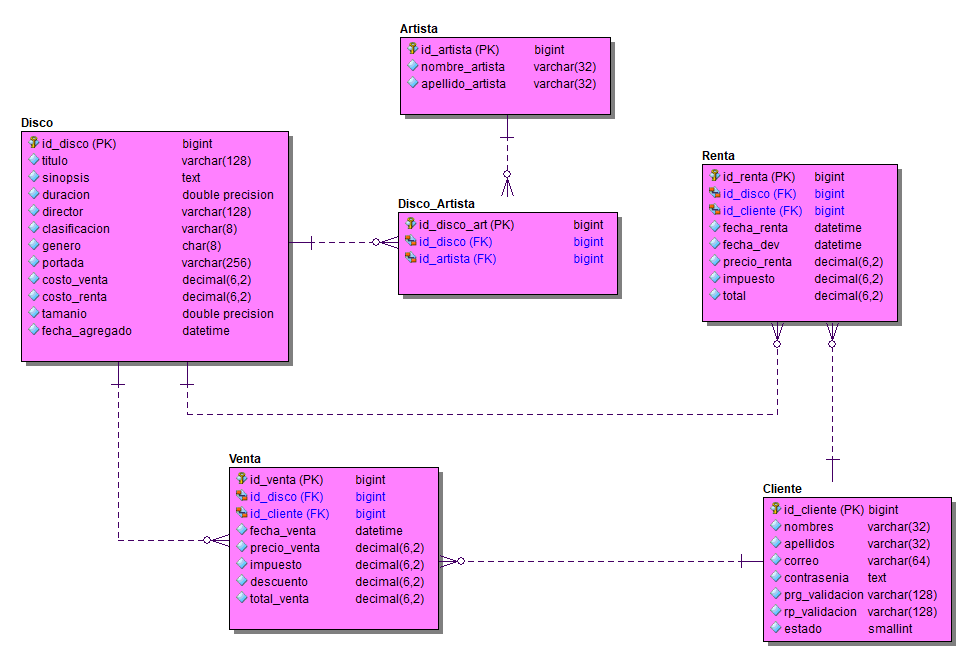 Artista
id_artista (PK) bigint
nombre_artista varchar(32)
apellido_artista varchar(32)
Disco
id_disco (PK) bigint
titulo varchar(128)
sinopsis text
duracion double precision
director varchar(128)
clasificacion varchar(8)
genero char(8)
portada varchar(256)
costo_venta decimal(6,2)
costo_renta decimal(6,2)
tamanio double precision
fecha_agregado datetime
Disco_Artista
id_disco_art (PK) bigint
id_disco (FK) bigint
id_artista (FK) bigint
Renta
id_renta (PK) bigint
id_disco (FK) bigint
id_cliente (FK) bigint
fecha_renta datetime
fecha_dev datetime
precio_renta decimal(6,2)
impuesto decimal(6,2)
total decimal(6,2)
Venta
id_venta (PK) bigint
id_disco (FK) bigint
id_cliente (FK) bigint
fecha_venta datetime
precio_venta decimal(6,2)
impuesto decimal(6,2)
descuento decimal(6,2)
total_venta decimal(6,2)
Cliente
id_cliente (PK) bigint
nombres varchar(32)
apellidos varchar(32)
correo varchar(64)
contrasenia text
prg_validacion varchar(128)
rp_validacion varchar(128)
estado smallint